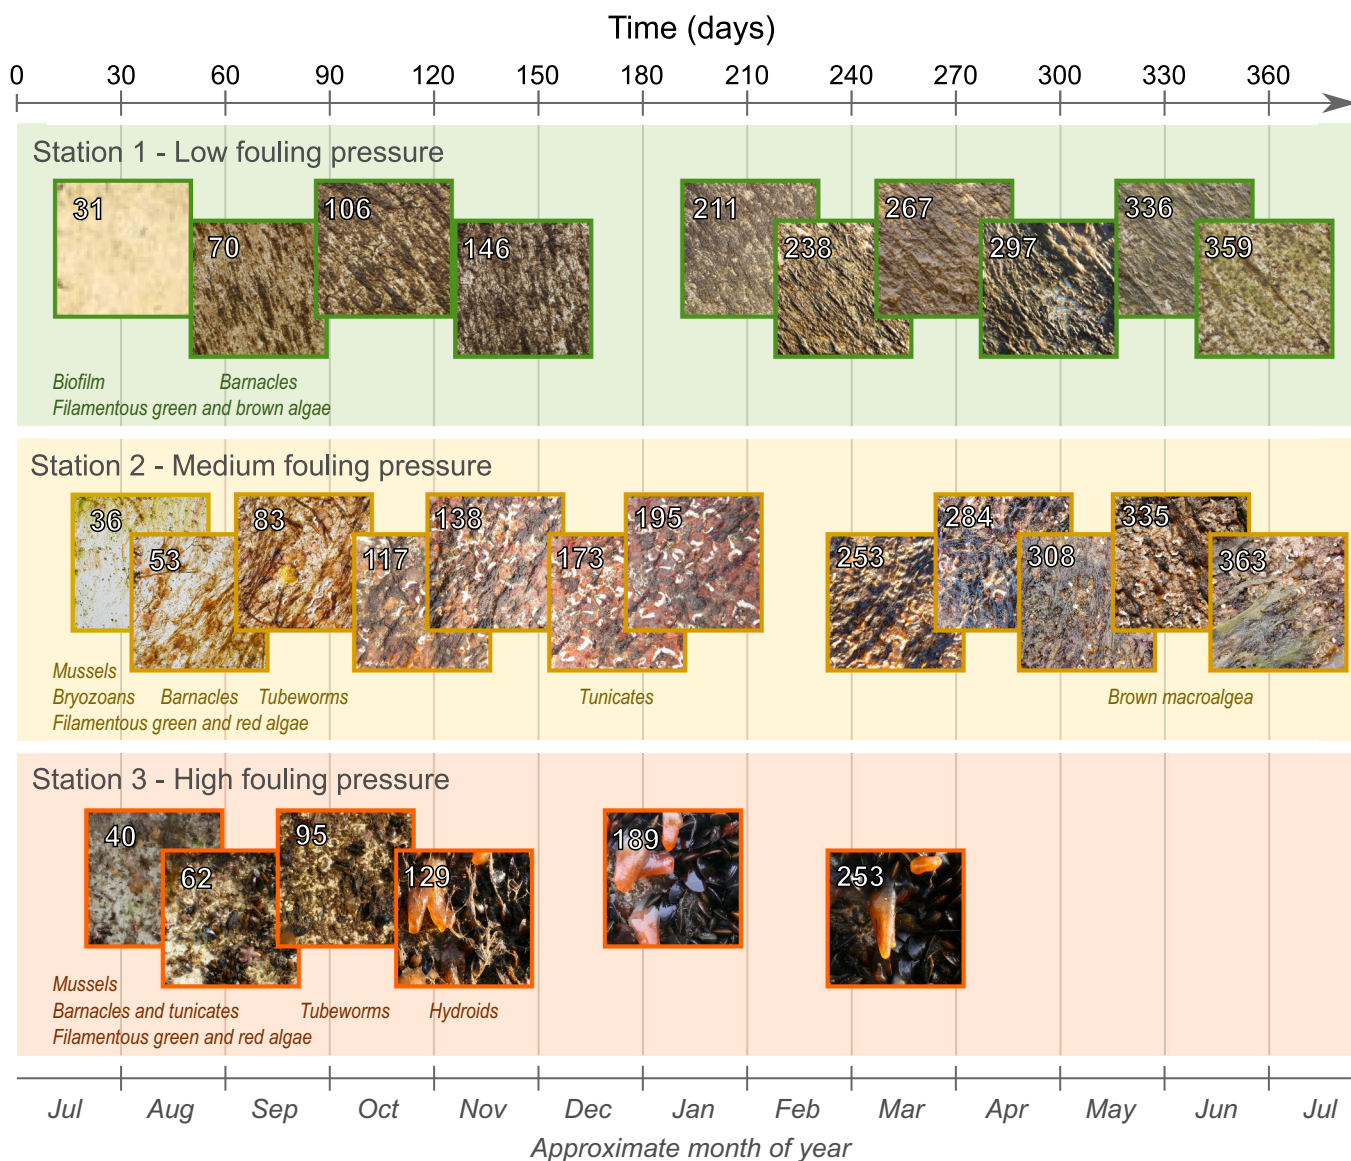 Time (days)
0 30 60 90 120 150 180 210 240 270 300 330 360
Station 1 - Low fouling pressure
31 70 106 146 211 238 267 297 336 359
Biofilm Barnacles
Filamentous green and brown algae
Station 2 - Medium fouling pressure
36 53 83 117 138 173 195 253 284 308 335 363
Mussels
Bryozoans Barnacles Tubeworms Tunicates Brown macroalgea
Filamentous green and red algae
Station 3 - High fouling pressure
40 62 95 129 189 253
Mussels
Barnacles and tunicates Tubeworms Hydroids
Filamentous green and red algae
Jul Aug Sep Oct Nov Dec Jan Feb Mar Apr May Jun Jul
Approximate month of year